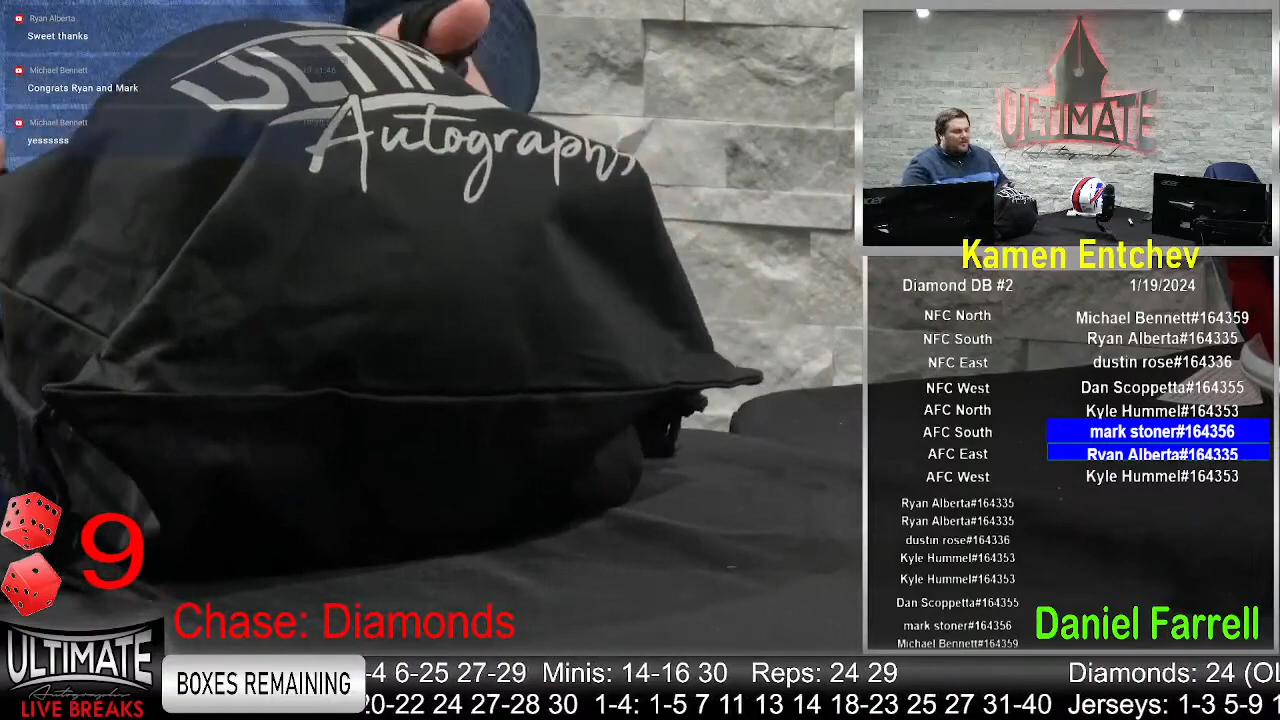 Ryan Alberta
Sweet thanks
Michael Bennett
Congrats Ryan and Mark
Michael Bennett
yessssss
ULTIM
Autographs
ULTIMATE
acer
acer
Kamen Entchev
Diamond DB #2 1/19/2024
NFC North Michael Bennett#164359
NFC South Ryan Alberta#164335
NFC East dustin rose#164336
NFC West Dan Scoppetta#164355
AFC North Kyle Hummel#164353
AFC South mark stoner#164356
AFC East Ryan Alberta#164335
AFC West Kyle Hummel#164353
Ryan Alberta#164335
Ryan Alberta#164335
dustin rose#164336
Kyle Hummel#164353
Kyle Hummel#164353
Dan Scoppetta#164355
mark stoner#164356
Michael Bennett#164359
Daniel Farrell
9
Chase: Diamonds
ULTIMATE
Autographs
LIVE BREAKS
BOXES REMAINING
-4 6-25 27-29 Minis: 14-16 30 Reps: 24 29 Diamonds: 24 (OL
20-22 24 27-28 30 1-4: 1-5 7 11 13 14 18-23 25 27 31-40 Jerseys: 1-3 5-9 1